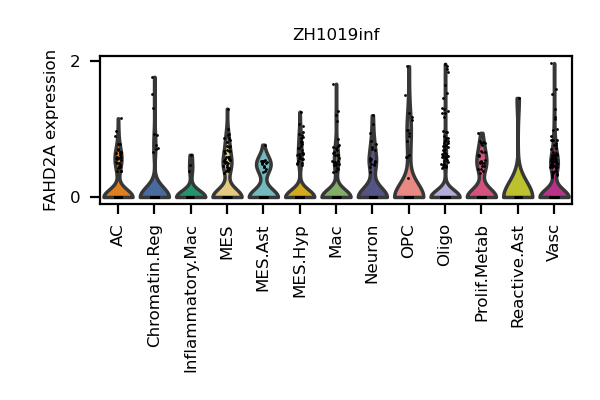 ZH1019inf
FAHD2A expression
2
0
AC
Chromatin.Reg
Inflammatory.Mac
MES
MES.Ast
MES.Hyp
Mac
Neuron
OPC
Oligo
Prolif.Metab
Reactive.Ast
Vasc